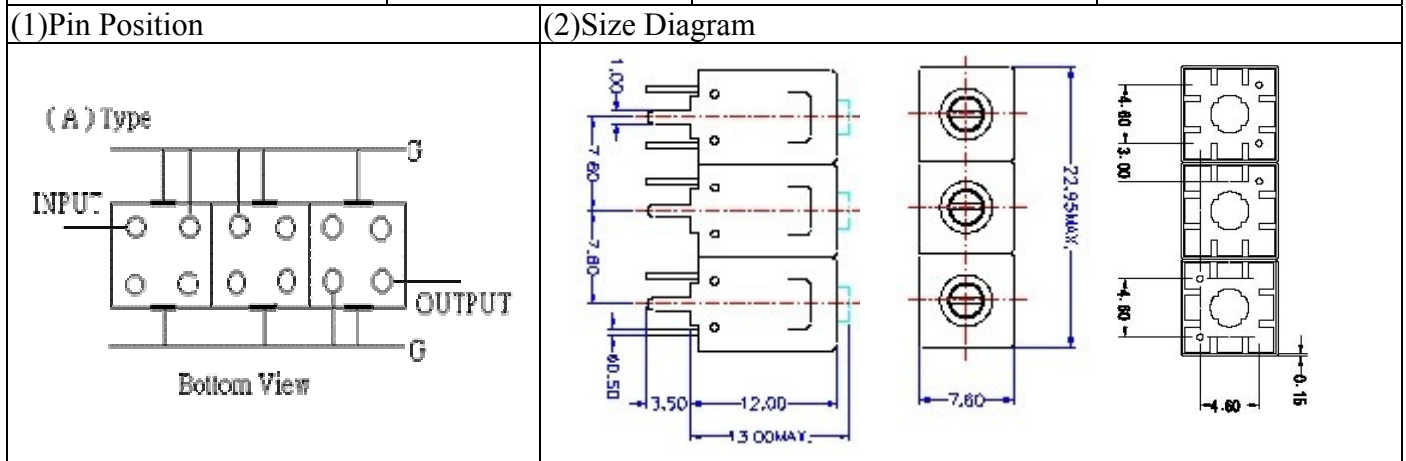 (1)Pin Position
(2)Size Diagram
(A) Type
G
INPUT
OUTPUT
G
Bottom View
1.00
7.60
7.60
ø0.50
3.50
12.00
13.00MAX.
22.95MAX.
7.60
4.60
3.00
4.60
0.15
4.60